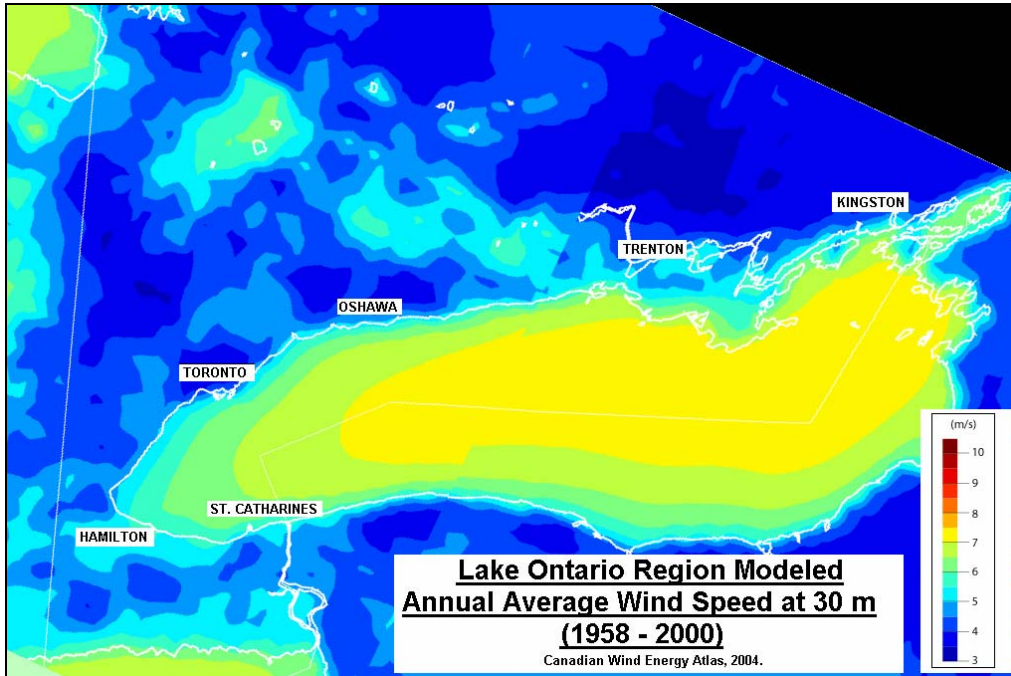 KINGSTON
TRENTON
OSHAWA
TORONTO
ST. CATHARINES
HAMILTON
(m/s)
10
9
8
7
6
5
4
3
Lake Ontario Region Modeled
Annual Average Wind Speed at 30 m
(1958 - 2000)
Canadian Wind Energy Atlas, 2004.